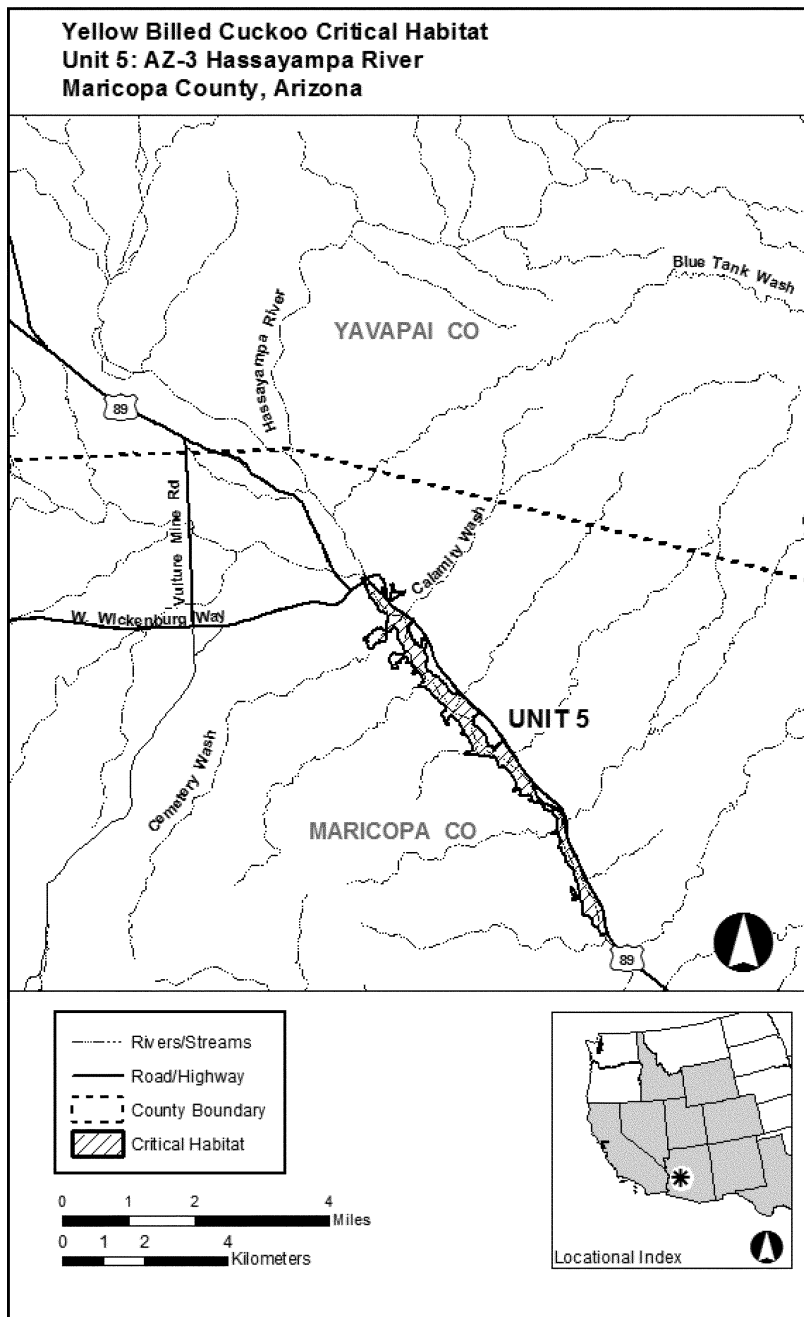 Yellow Billed Cuckoo Critical Habitat
Unit 5: AZ-3 Hassayampa River
Maricopa County, Arizona
Blue Tank Wash
Hassayampa River
YAVAPAI CO
89
Vulture Mine Rd
Calamity Wash
W. Wickenburg Way
UNIT 5
Cemetery Wash
MARICOPA CO
89
Rivers/Streams
Road/Highway
County Boundary
Critical Habitat
0 1 2 4
Miles
0 1 2 4
Kilometers
Locational Index